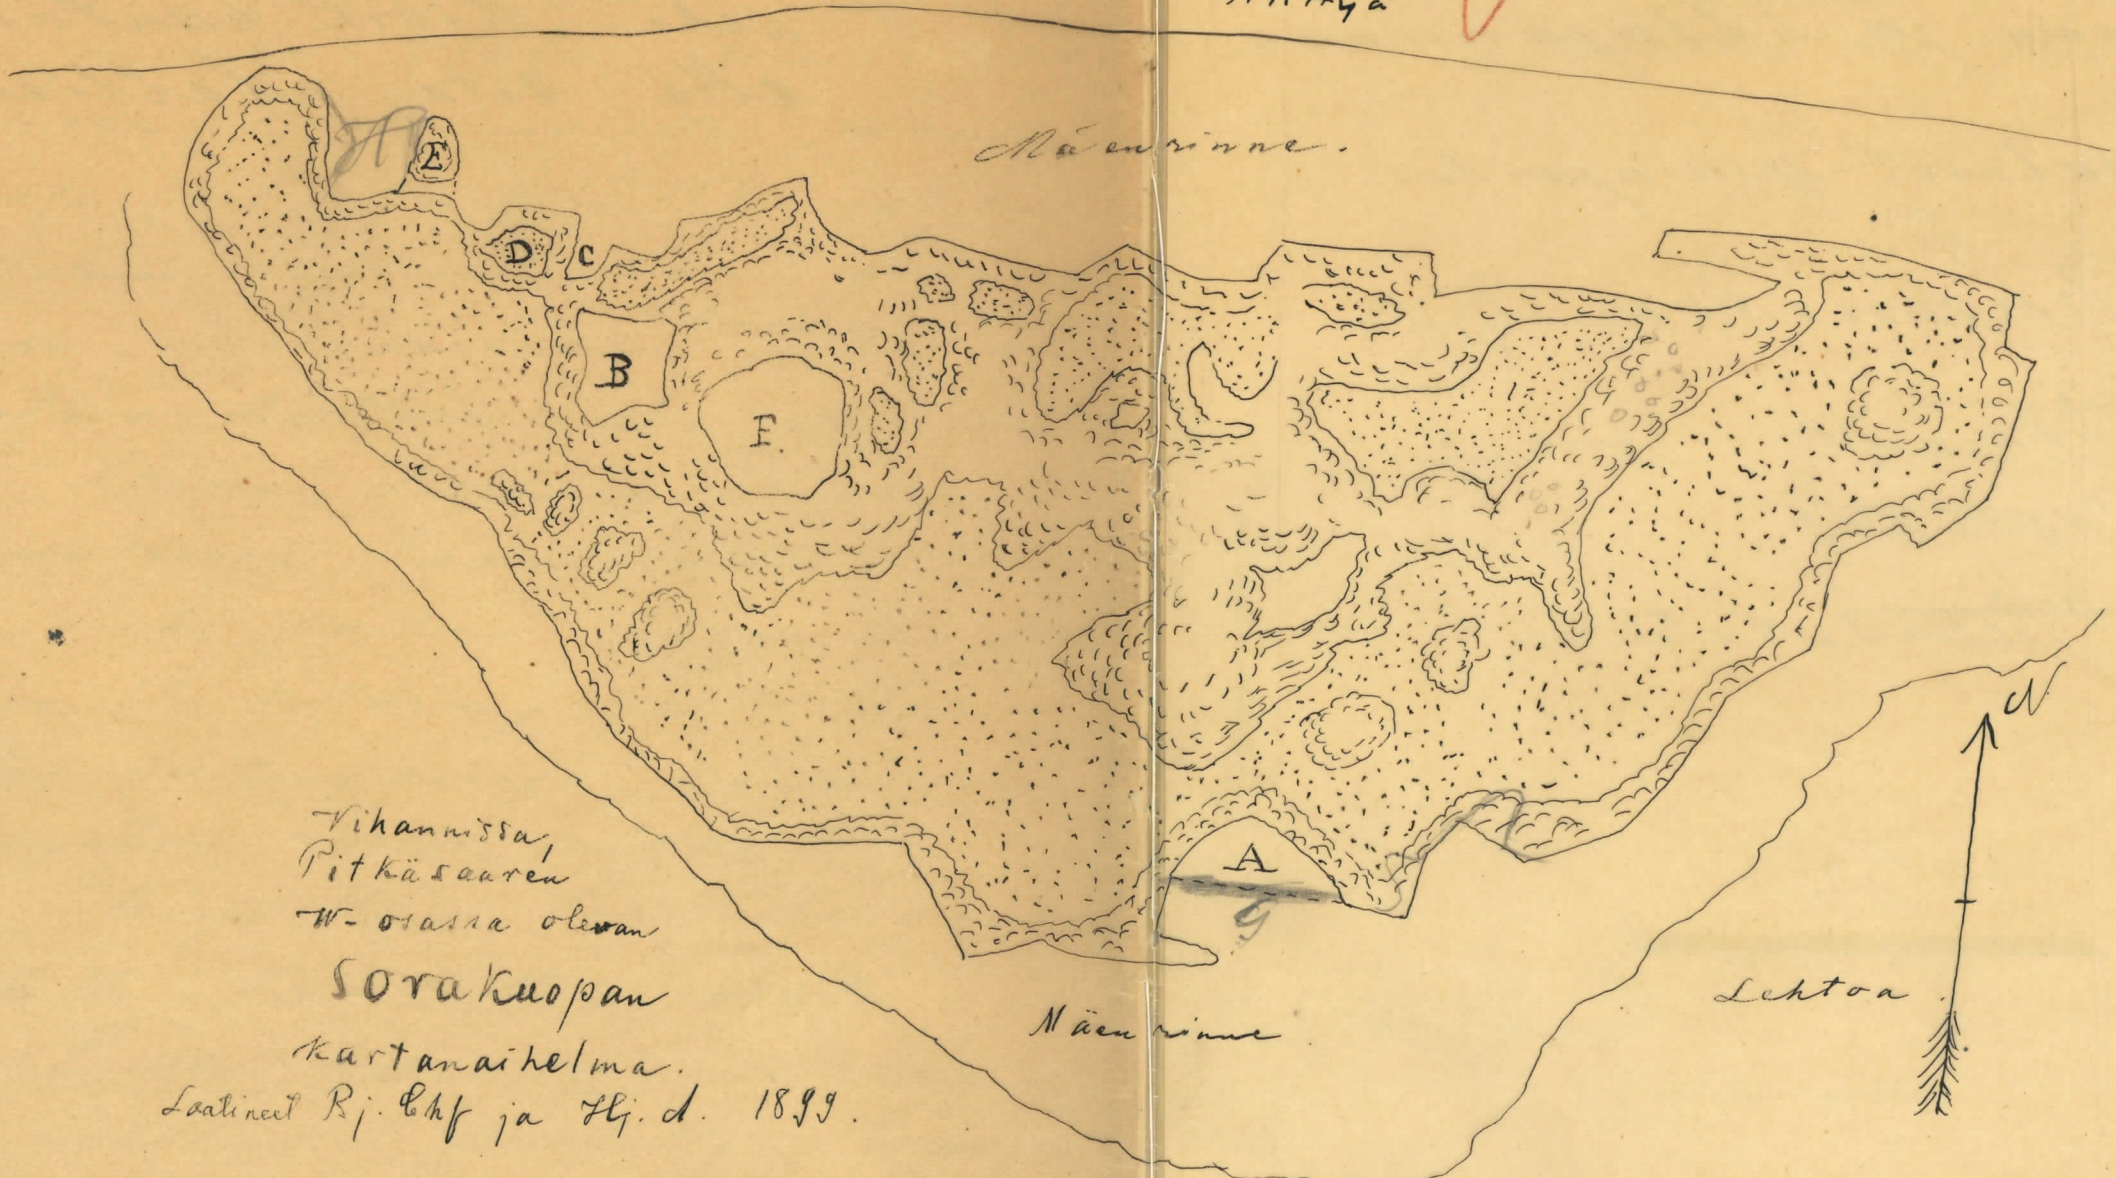 Mäenrinne.
H
E
D
C
B
F.
N
A
G
Vihannissa,
Pitkäsaaren
W- osassa olevan
Sorakuopan
Kartanaihelma.
Lehtoa
Mäenrinne
Laatineet Rj. Ehf ja Hj. A. 1899.